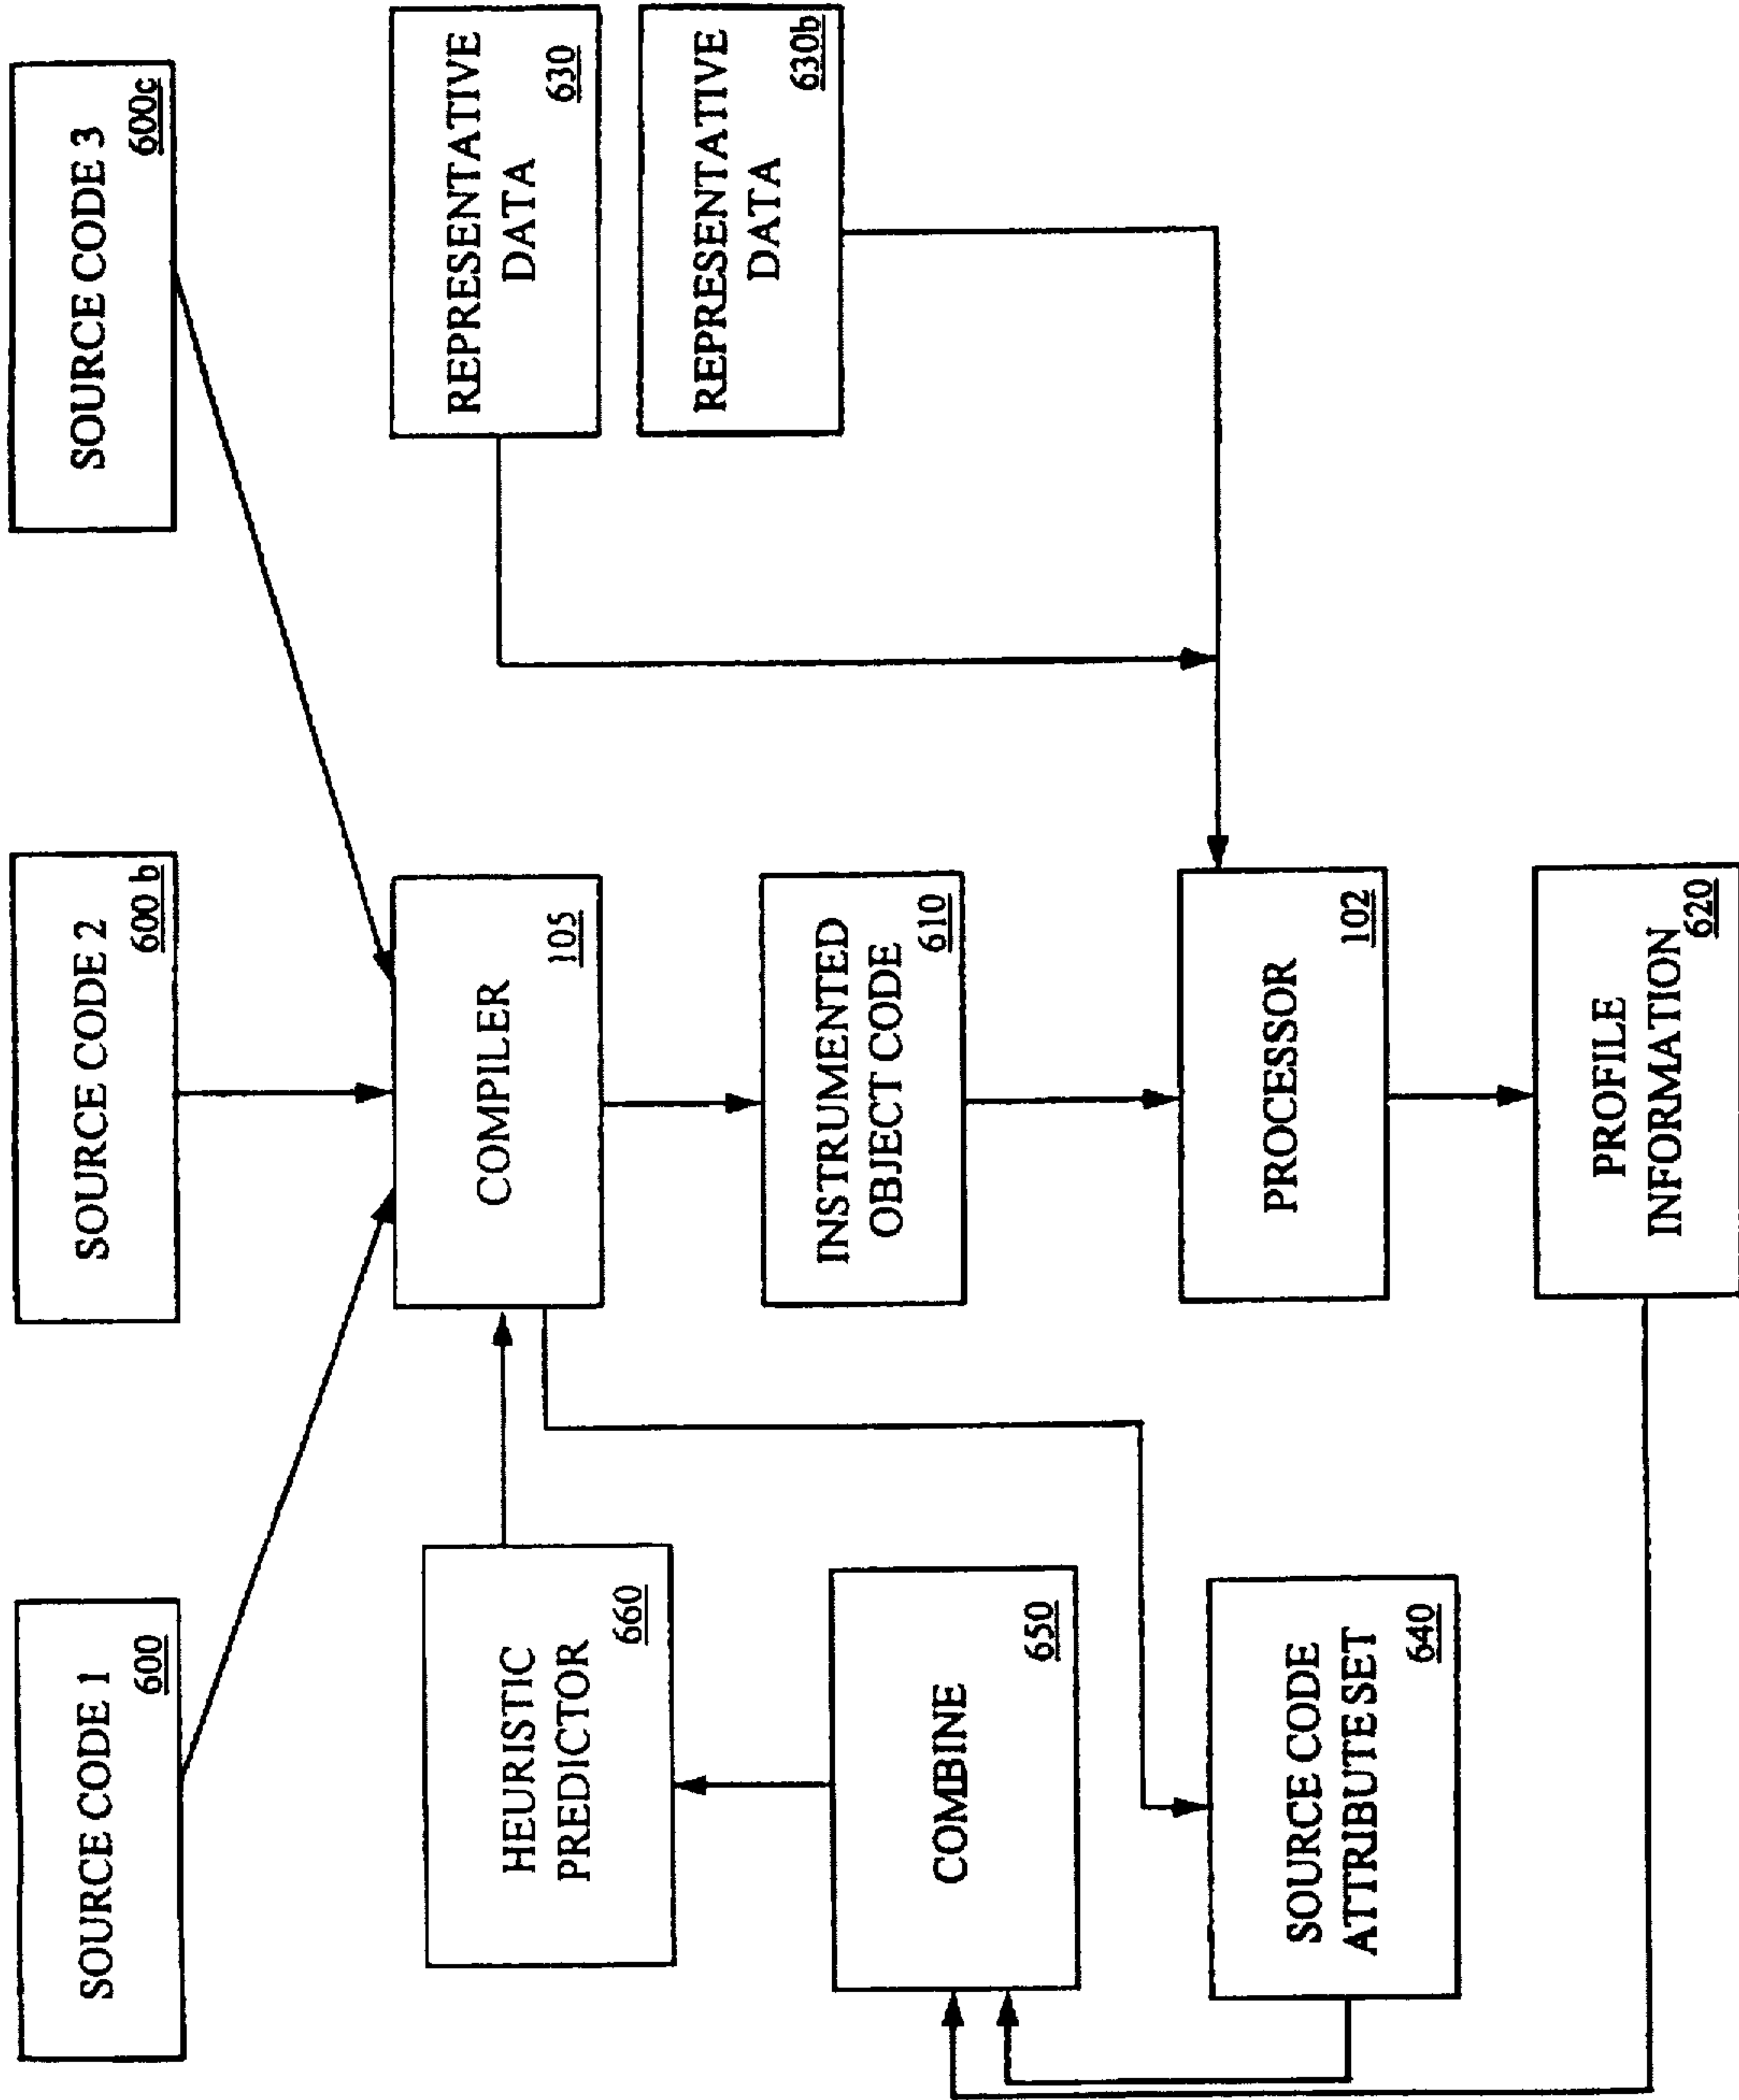 SOURCE CODE 1
600
SOURCE CODE 2
600 b
SOURCE CODE 3
600c
HEURISTIC
PREDICTOR
660
COMPILER
105
REPRESENTATIVE
DATA
630
REPRESENTATIVE
DATA
630b
COMBINE
650
INSTRUMENTED
OBJECT CODE
610
SOURCE CODE
ATTRIBUTE SET
640
PROCESSOR
102
PROFILE
INFORMATION
620